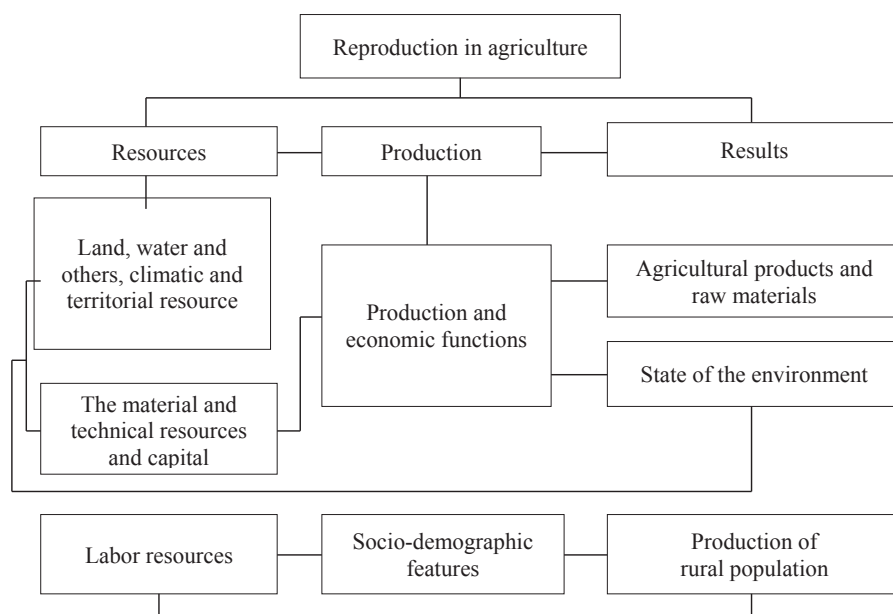 Reproduction in agriculture
Resources
Production
Results
Land, water and
others, climatic and
territorial resource
Production and
economic functions
Agricultural products and
raw materials
State of the environment
The material and
technical resources
and capital
Labor resources
Socio-demographic
features
Production of
rural population